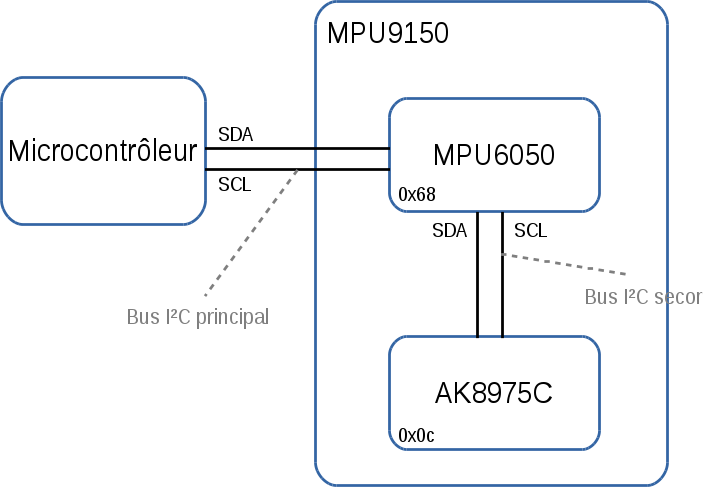 MPU9150
Microcontrôleur
SDA
SCL
MPU6050
0x68
SDA
SCL
Bus I²C principal
Bus I²C secor
AK8975C
0x0c